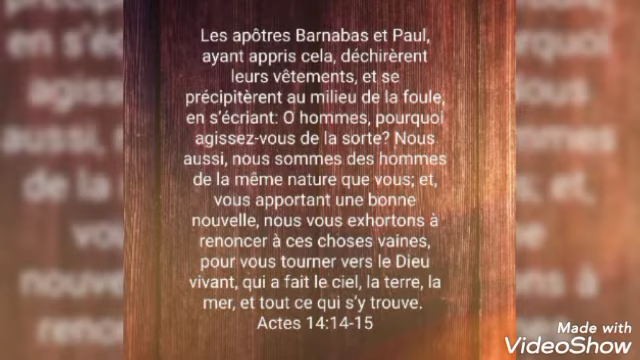 Les apôtres Barnabas et Paul,
ayant appris cela, déchirèrent
leurs vêtements, et se
précipitèrent au milieu de la foule,
en s'écriant: O hommes, pourquoi
agissez-vous de la sorte? Nous
aussi, nous sommes des hommes
de la même nature que vous; et,
vous apportant une bonne
nouvelle, nous vous exhortons à
renoncer à ces choses vaines,
pour vous tourner vers le Dieu
vivant, qui a fait le ciel, la terre, la
mer, et tout ce qui s'y trouve.
Actes 14:14-15
Made with
VideoShow